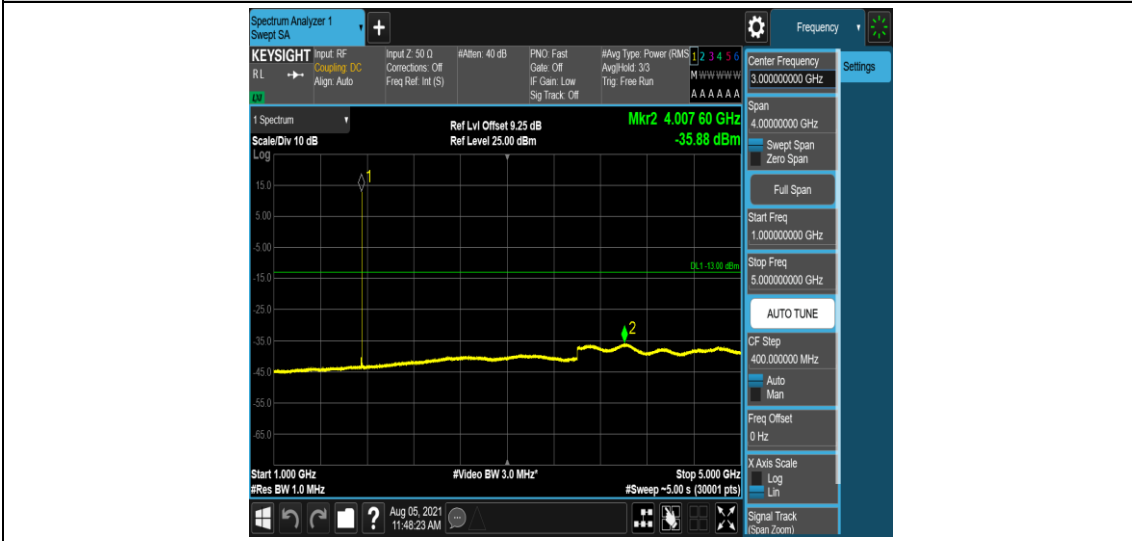 Spectrum Analyzer 1
Swept SA
+
Frequency
KEYSIGHT
RL
LXI
Input: RF
Coupling: DC
Align: Auto
Input Z: 50 Ω
Corrections: Off
Freq Ref: Int (S)
#Atten: 40 dB
PNO: Fast
Gate: Off
IF Gain: Low
Sig Track: Off
#Avg Type: Power (RMS
Avg|Hold: 3/3
Trig: Free Run
1 2 3 4 5 6
M W W W W W
A A A A A A
1 Spectrum
Scale/Div 10 dB
Ref Lvl Offset 9.25 dB
Ref Level 25.00 dBm
Mkr2 4.007 60 GHz
-35.88 dBm
Log
15.0
5.00
-5.00
-15.0
-25.0
-35.0
-45.0
-55.0
-65.0
1
DL1 -13.00 dBm
2
Start 1.000 GHz
#Res BW 1.0 MHz
#Video BW 3.0 MHz*
Stop 5.000 GHz
#Sweep ~5.00 s (30001 pts)
?
Aug 05, 2021
11:48:23 AM
Center Frequency
3.000000000 GHz
Settings
Span
4.00000000 GHz
Swept Span
Zero Span
Full Span
Start Freq
1.000000000 GHz
Stop Freq
5.000000000 GHz
AUTO TUNE
CF Step
400.000000 MHz
Auto
Man
Freq Offset
0 Hz
X Axis Scale
Log
Lin
Signal Track
(Span Zoom)